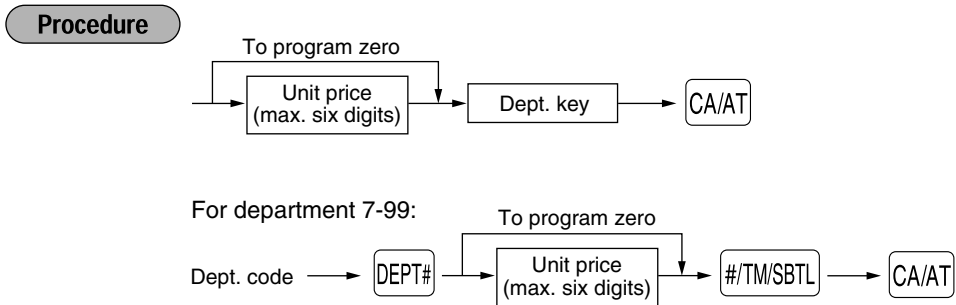 Procedure
To program zero
Unit price
(max. six digits)
Dept. key
CA/AT
For department 7-99:
To program zero
Dept. code
DEPT#
Unit price
(max. six digits)
#/TM/SBTL
CA/AT